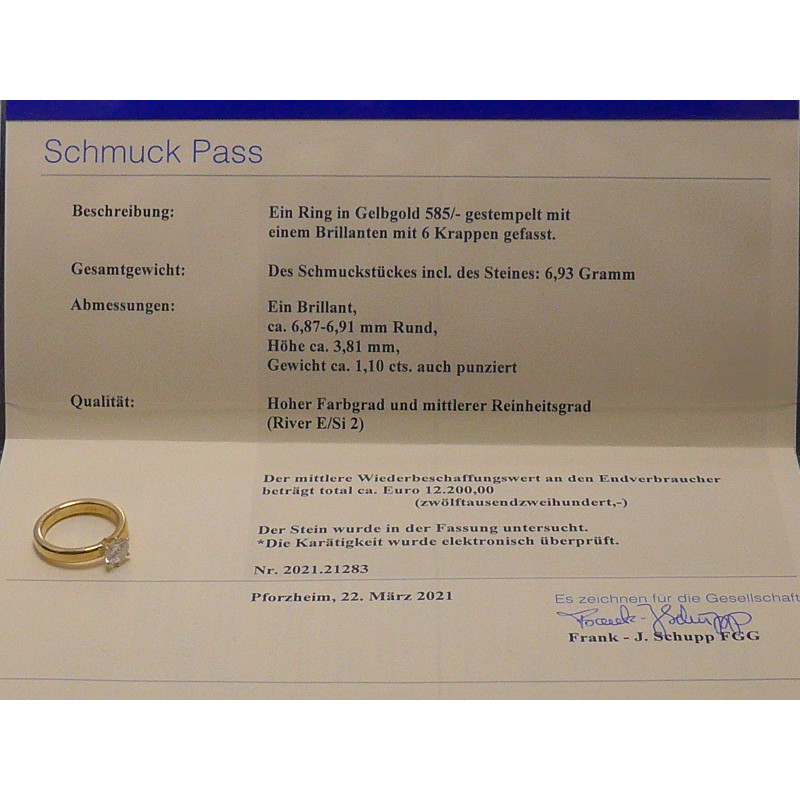 Schmuck Pass
Beschreibung: Ein Ring in Gelbgold 585/- gestempelt mit
einem Brillanten mit 6 Krappen gefasst.
Gesamtgewicht: Des Schmuckstückes incl. des Steines: 6,93 Gramm
Abmessungen: Ein Brillant,
ca. 6,87-6,91 mm Rund,
Höhe ca. 3,81 mm,
Gewicht ca. 1,10 cts. auch punziert
Qualität: Hoher Farbgrad und mittlerer Reinheitsgrad
(River E/Si 2)
Der mittlere Wiederbeschaffungswert an den Endverbraucher
beträgt total ca. Euro 12.200,00
(zwölftausendzweihundert,-)
Der Stein wurde in der Fassung untersucht.
*Die Karätigkeit wurde elektronisch überprüft.
Nr. 2021.21283
Pforzheim, 22. März 2021
Es zeichnen für die Gesellschaft
Frank-J Schupp
Frank - J. Schupp FGG